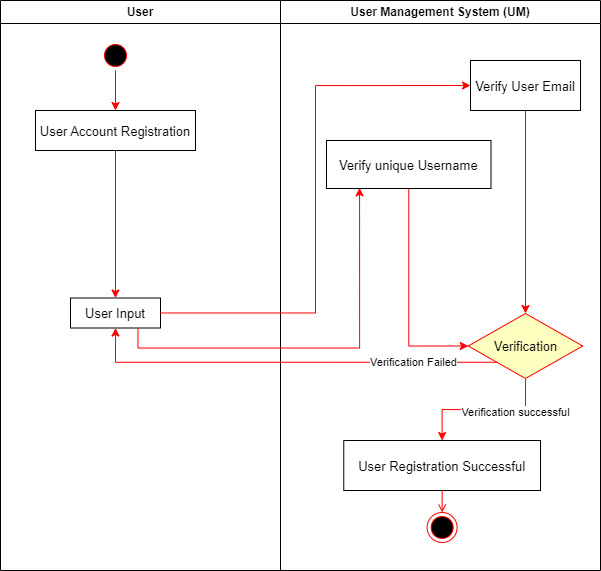 User
User Management System (UM)
Verify User Email
User Account Registration
Verify unique Username
User Input
Verification
Verification Failed
Verification successful
User Registration Successful